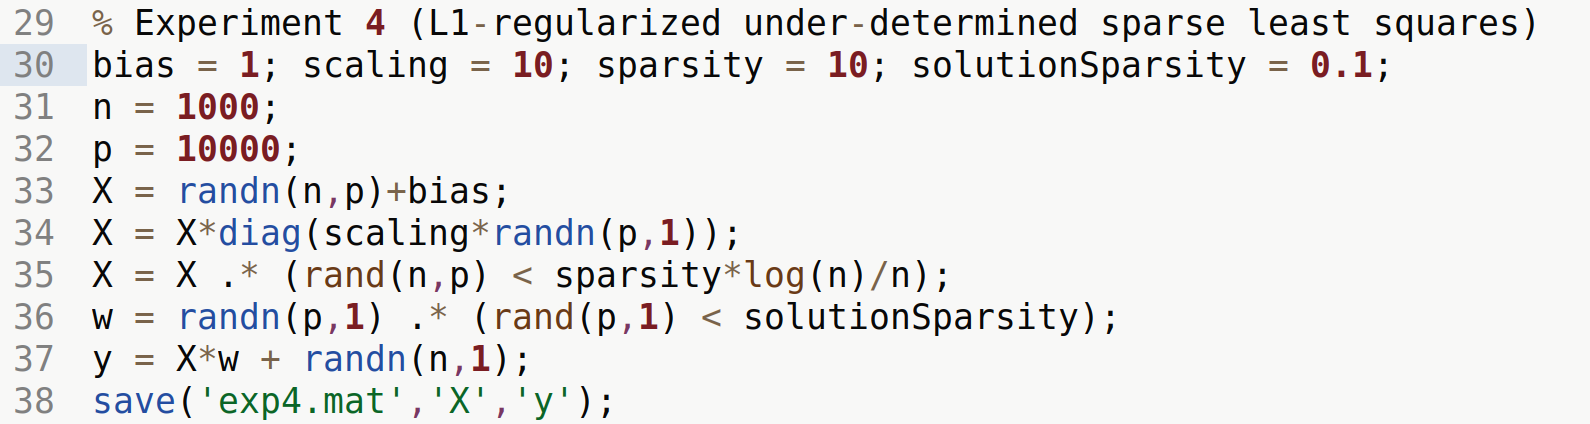 29 % Experiment 4 (L1-regularized under-determined sparse least squares)
30 bias = 1; scaling = 10; sparsity = 10; solutionSparsity = 0.1;
31 n = 1000;
32 p = 10000;
33 X = randn(n,p)+bias;
34 X = X*diag(scaling*randn(p,1));
35 X = X .* (rand(n,p) < sparsity*log(n)/n);
36 w = randn(p,1) .* (rand(p,1) < solutionSparsity);
37 y = X*w + randn(n,1);
38 save('exp4.mat','X','y');